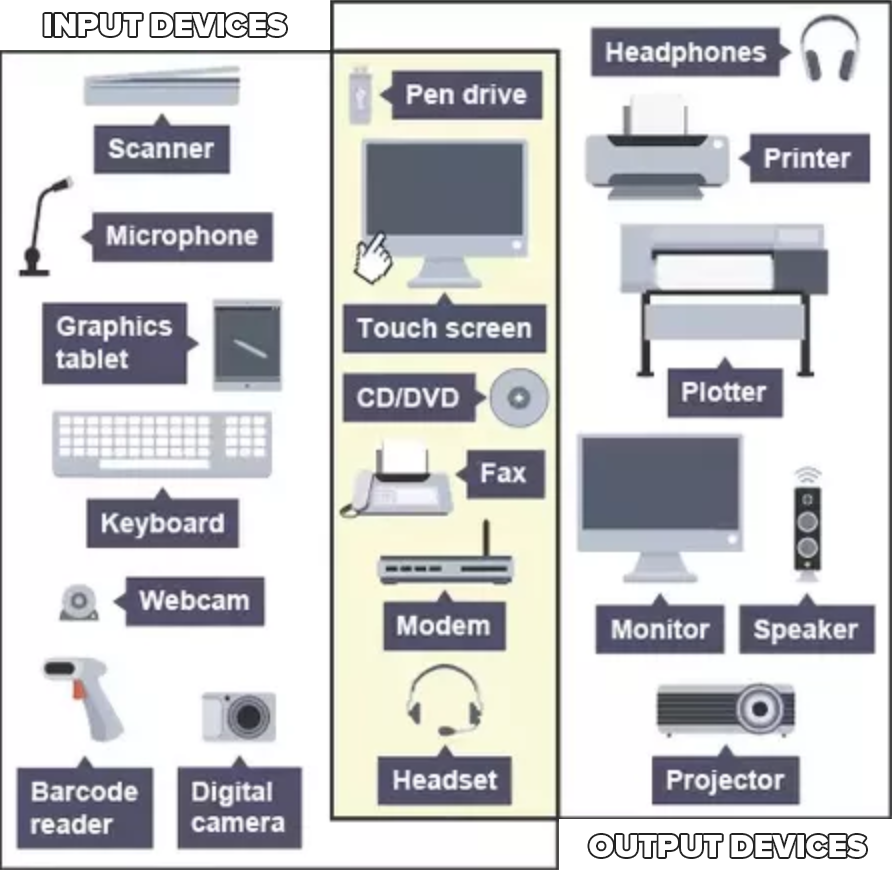 INPUT DEVICES
Scanner
Microphone
Graphics
tablet
Keyboard
Webcam
Barcode
reader
Digital
camera
Pen drive
Touch screen
CD/DVD
Fax
Modem
Headset
Headphones
Printer
Plotter
Monitor
Speaker
Projector
OUTPUT DEVICES